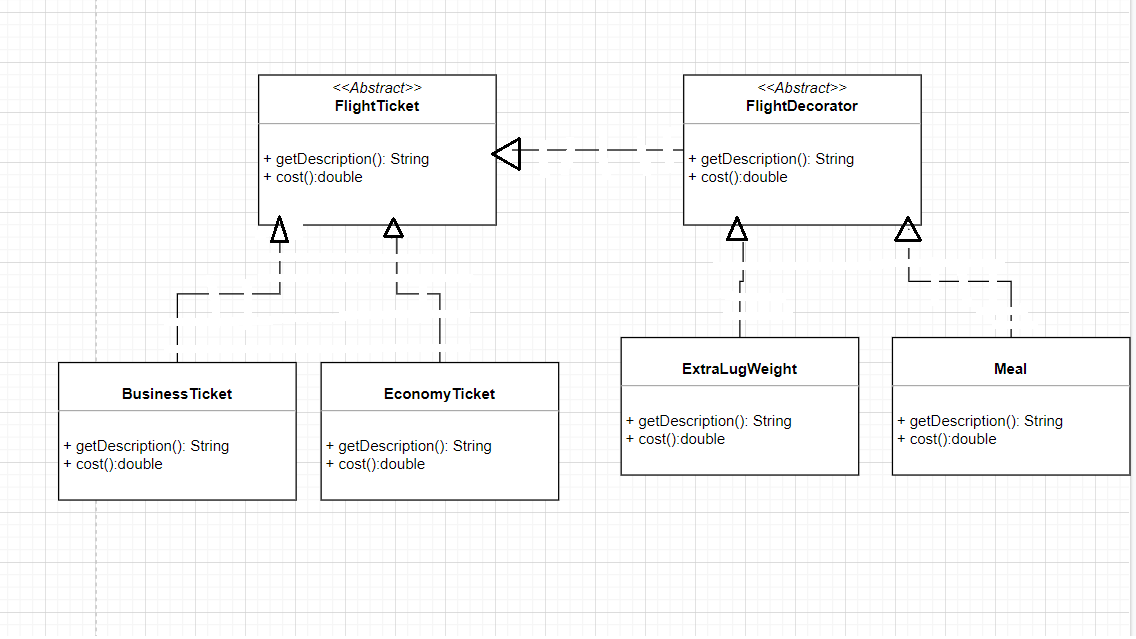 <<Abstract>>
FlightTicket
+ getDescription(): String
+ cost():double
<<Abstract>>
FlightDecorator
+ getDescription(): String
+ cost():double
BusinessTicket
+ getDescription(): String
+ cost():double
EconomyTicket
+ getDescription(): String
+ cost():double
ExtraLugWeight
+ getDescription(): String
+ cost():double
Meal
+ getDescription(): String
+ cost():double